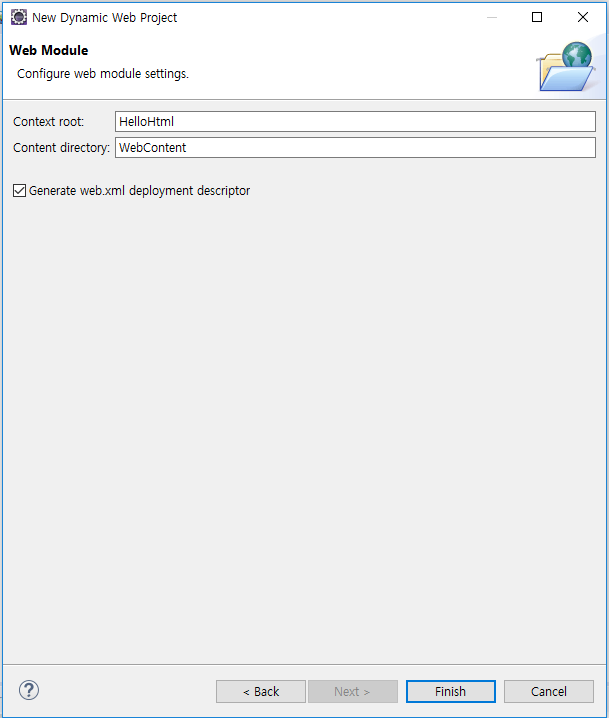 New Dynamic Web Project
Web Module
Configure web module settings.
Context root: HelloHtml
Content directory: WebContent
Generate web.xml deployment descriptor
? < Back Next > Finish Cancel